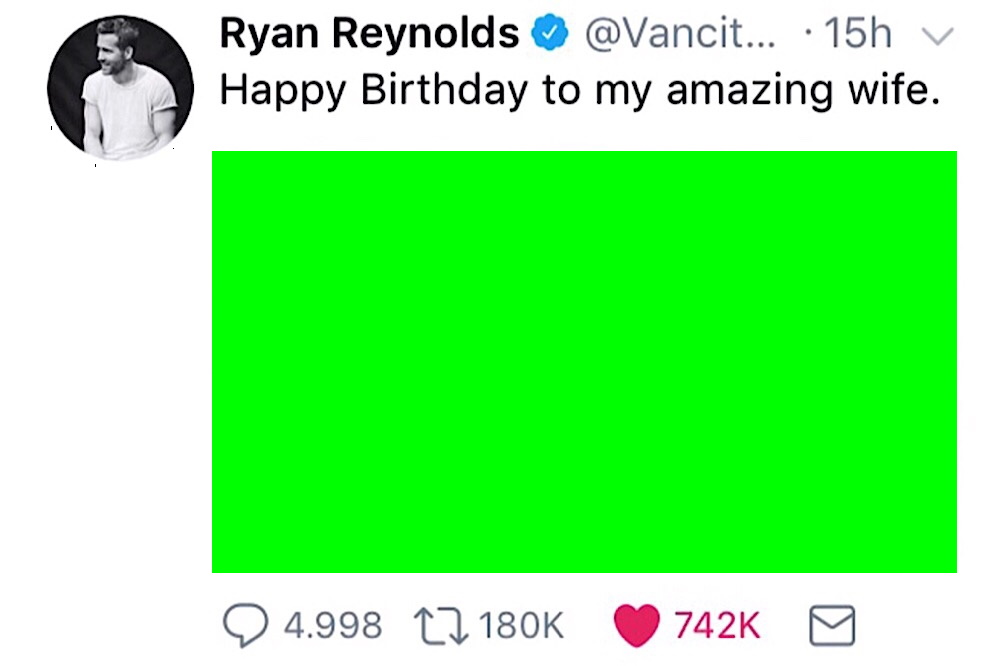 Ryan Reynolds @Vancit... · 15h
Happy Birthday to my amazing wife.
4.998 180K 742K